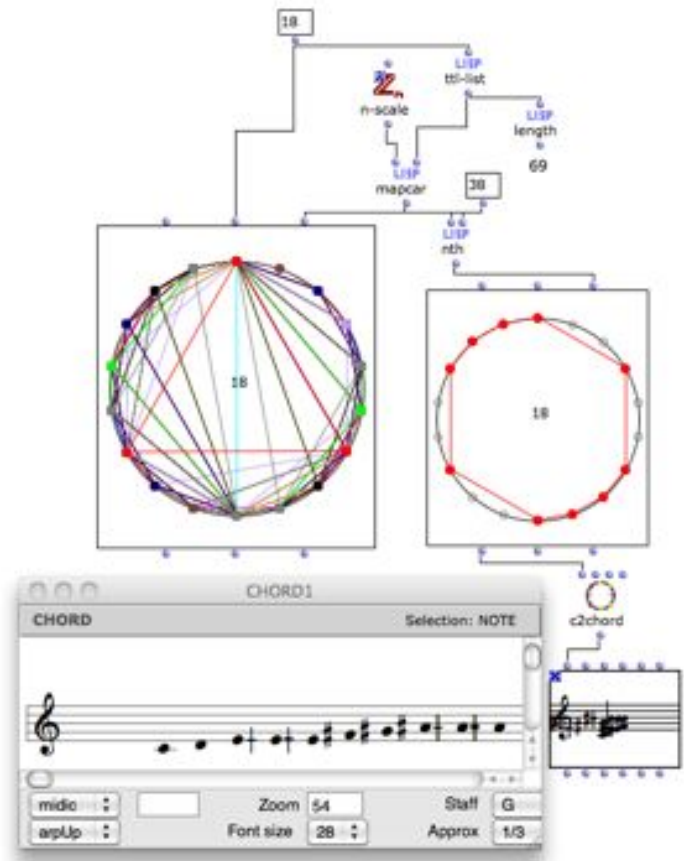 18
LISP
ttl-list
n-scale
LISP
length
69
LISP
mapcar
38
LISP
nth
18
18
CHORD1
CHORD
Selection: NOTE
c2chord
midic
Zoom
54
Staff
G
arpUp
Font size
28
Approx
1/3